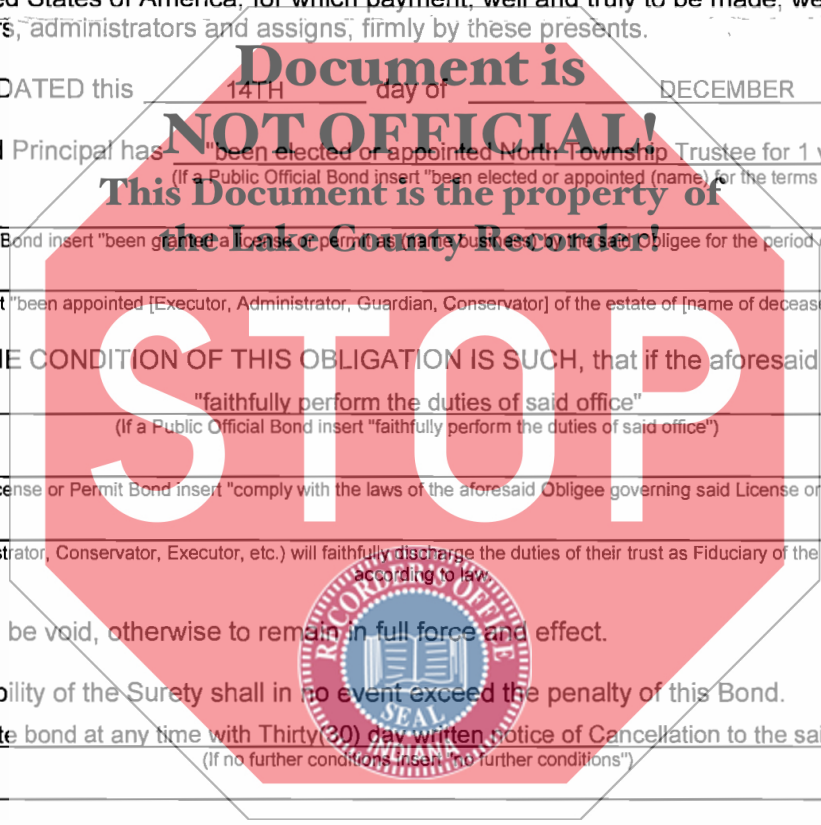 ed States of America, for which payment, well and truly to be made, we
rs, administrators and assigns, firmly by these presents.
Document is
DATED this 14TH day of DECEMBER
NOT OFFICIAL!
Principal has "been elected or appointed North Township Trustee for 1
(If a Public Official Bond insert "been elected or appointed (name) for the terms
This Document is the property of
the Lake County Recorder!
Bond insert "been granted a license or permit as (name business) by the said Obligee for the period
"been appointed [Executor, Administrator, Guardian, Conservator] of the estate of [name of deceas
STOP
E CONDITION OF THIS OBLIGATION IS SUCH, that if the aforesaid
"faithfully perform the duties of said office"
(If a Public Official Bond insert "faithfully perform the duties of said office")
ense or Permit Bond insert "comply with the laws of the aforesaid Obligee governing said License or
strator, Conservator, Executor, etc.) will faithfully discharge the duties of their trust as Fiduciary of the
according to law.
RECORDER'S OFFICE
be void, otherwise to remain in full force and effect.
bility of the Surety shall in no event exceed the penalty of this Bond.
SEAL
te bond at any time with Thirty(30) day written notice of Cancellation to the sai
INDIANA
(If no further conditions insert "no further conditions")